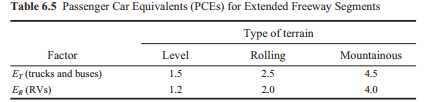 Table 6.5 Passenger Car Equivalents (PCEs) for Extended Freeway Segments
Type of terrain
Factor Level Rolling Mountainous
E_T (trucks and buses) 1.5 2.5 4.5
E_R (RVs) 1.2 2.0 4.0